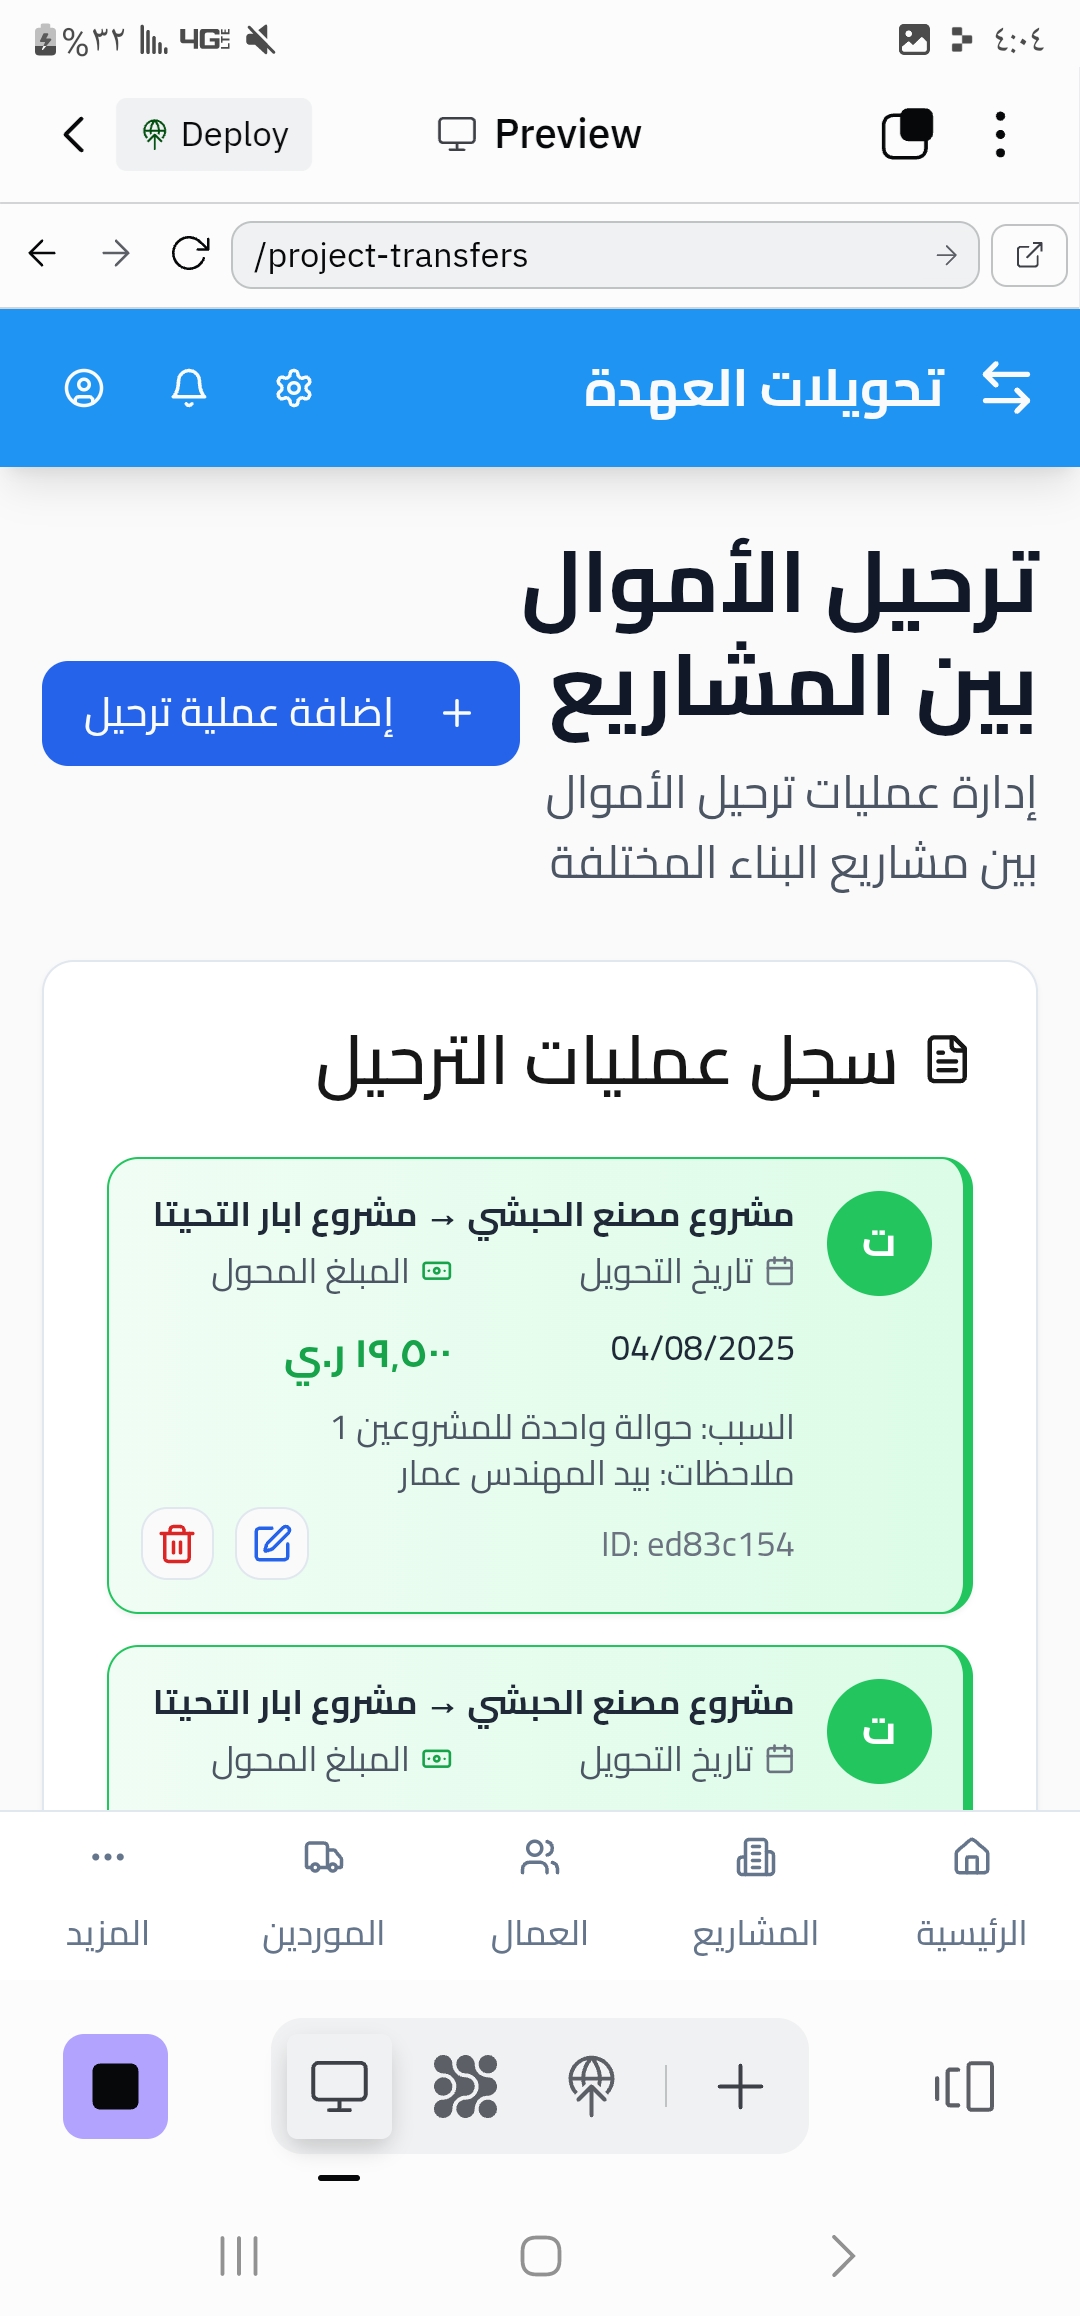 ٤:٠٤
%٣٢ 4G LTE
Deploy
Preview
/project-transfers
تحويلات العهدة
ترحيل الأموال
بين المشاريع
إضافة عملية ترحيل
إدارة عمليات ترحيل الأموال
بين مشاريع البناء المختلفة
سجل عمليات الترحيل
ت
مشروع مصنع الحبشي → مشروع ابار التحيتا
تاريخ التحويل
المبلغ المحول
04/08/2025
١٩,٥٠٠ ر.ي
السبب: حوالة واحدة للمشروعين 1
ملاحظات: بيد المهندس عمار
ID: ed83c154
ت
مشروع مصنع الحبشي → مشروع ابار التحيتا
تاريخ التحويل
المبلغ المحول
الرئيسية
المشاريع
العمال
الموردين
المزيد